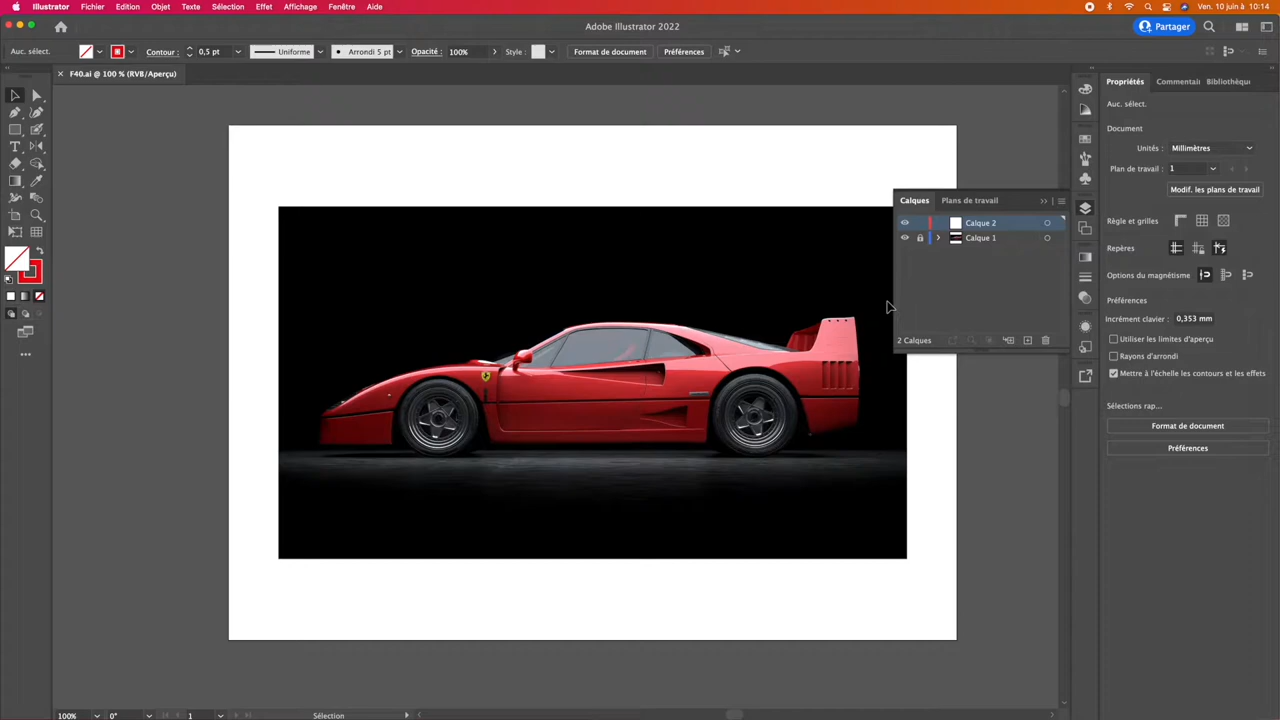 Illustrator Fichier Edition Objet Texte Sélection Effet Affichage Fenêtre Aide Ven. 10 juin à 10:14
Adobe Illustrator 2022 Partager
Auc. sélect. Contour : 0,5 pt Uniforme Arrondi 5 pt Opacité : 100% Style : Format de document Préférences
F40.ai @ 100 % (RVB/Aperçu)
Propriétés Commentai Bibliothèqu
Auc. sélect.
Document
Unités : Millimètres
Plan de travail : 1
Modif. les plans de travail
Calques Plans de travail
Calque 2
Calque 1
2 Calques
Règle et grilles
Repères
Options du magnétisme
Préférences
Incrément clavier : 0,353 mm
Utiliser les limites d'aperçu
Rayons d'arrondi
Mettre à l'échelle les contours et les effets
Sélections rap...
Format de document
Préférences
100% 0° 1 Sélection